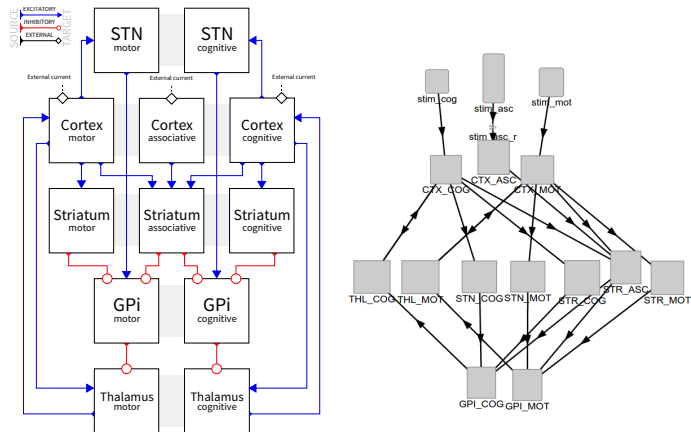 SOURCE
EXCITATORY
INHIBITORY
EXTERNAL
TARGET
STN
motor
STN
cognitive
External current
External current
External current
Cortex
motor
Cortex
associative
Cortex
cognitive
Striatum
motor
Striatum
associative
Striatum
cognitive
GPi
motor
GPi
cognitive
Thalamus
motor
Thalamus
cognitive
stim_cog
stim_asc
stim_mot
stim_asc_r
CTX_COG
CTX_ASC
CTX_MOT
THL_COG
THL_MOT
STN_COG
STN_MOT
STR_COG
STR_ASC
STR_MOT
GPI_COG
GPI_MOT